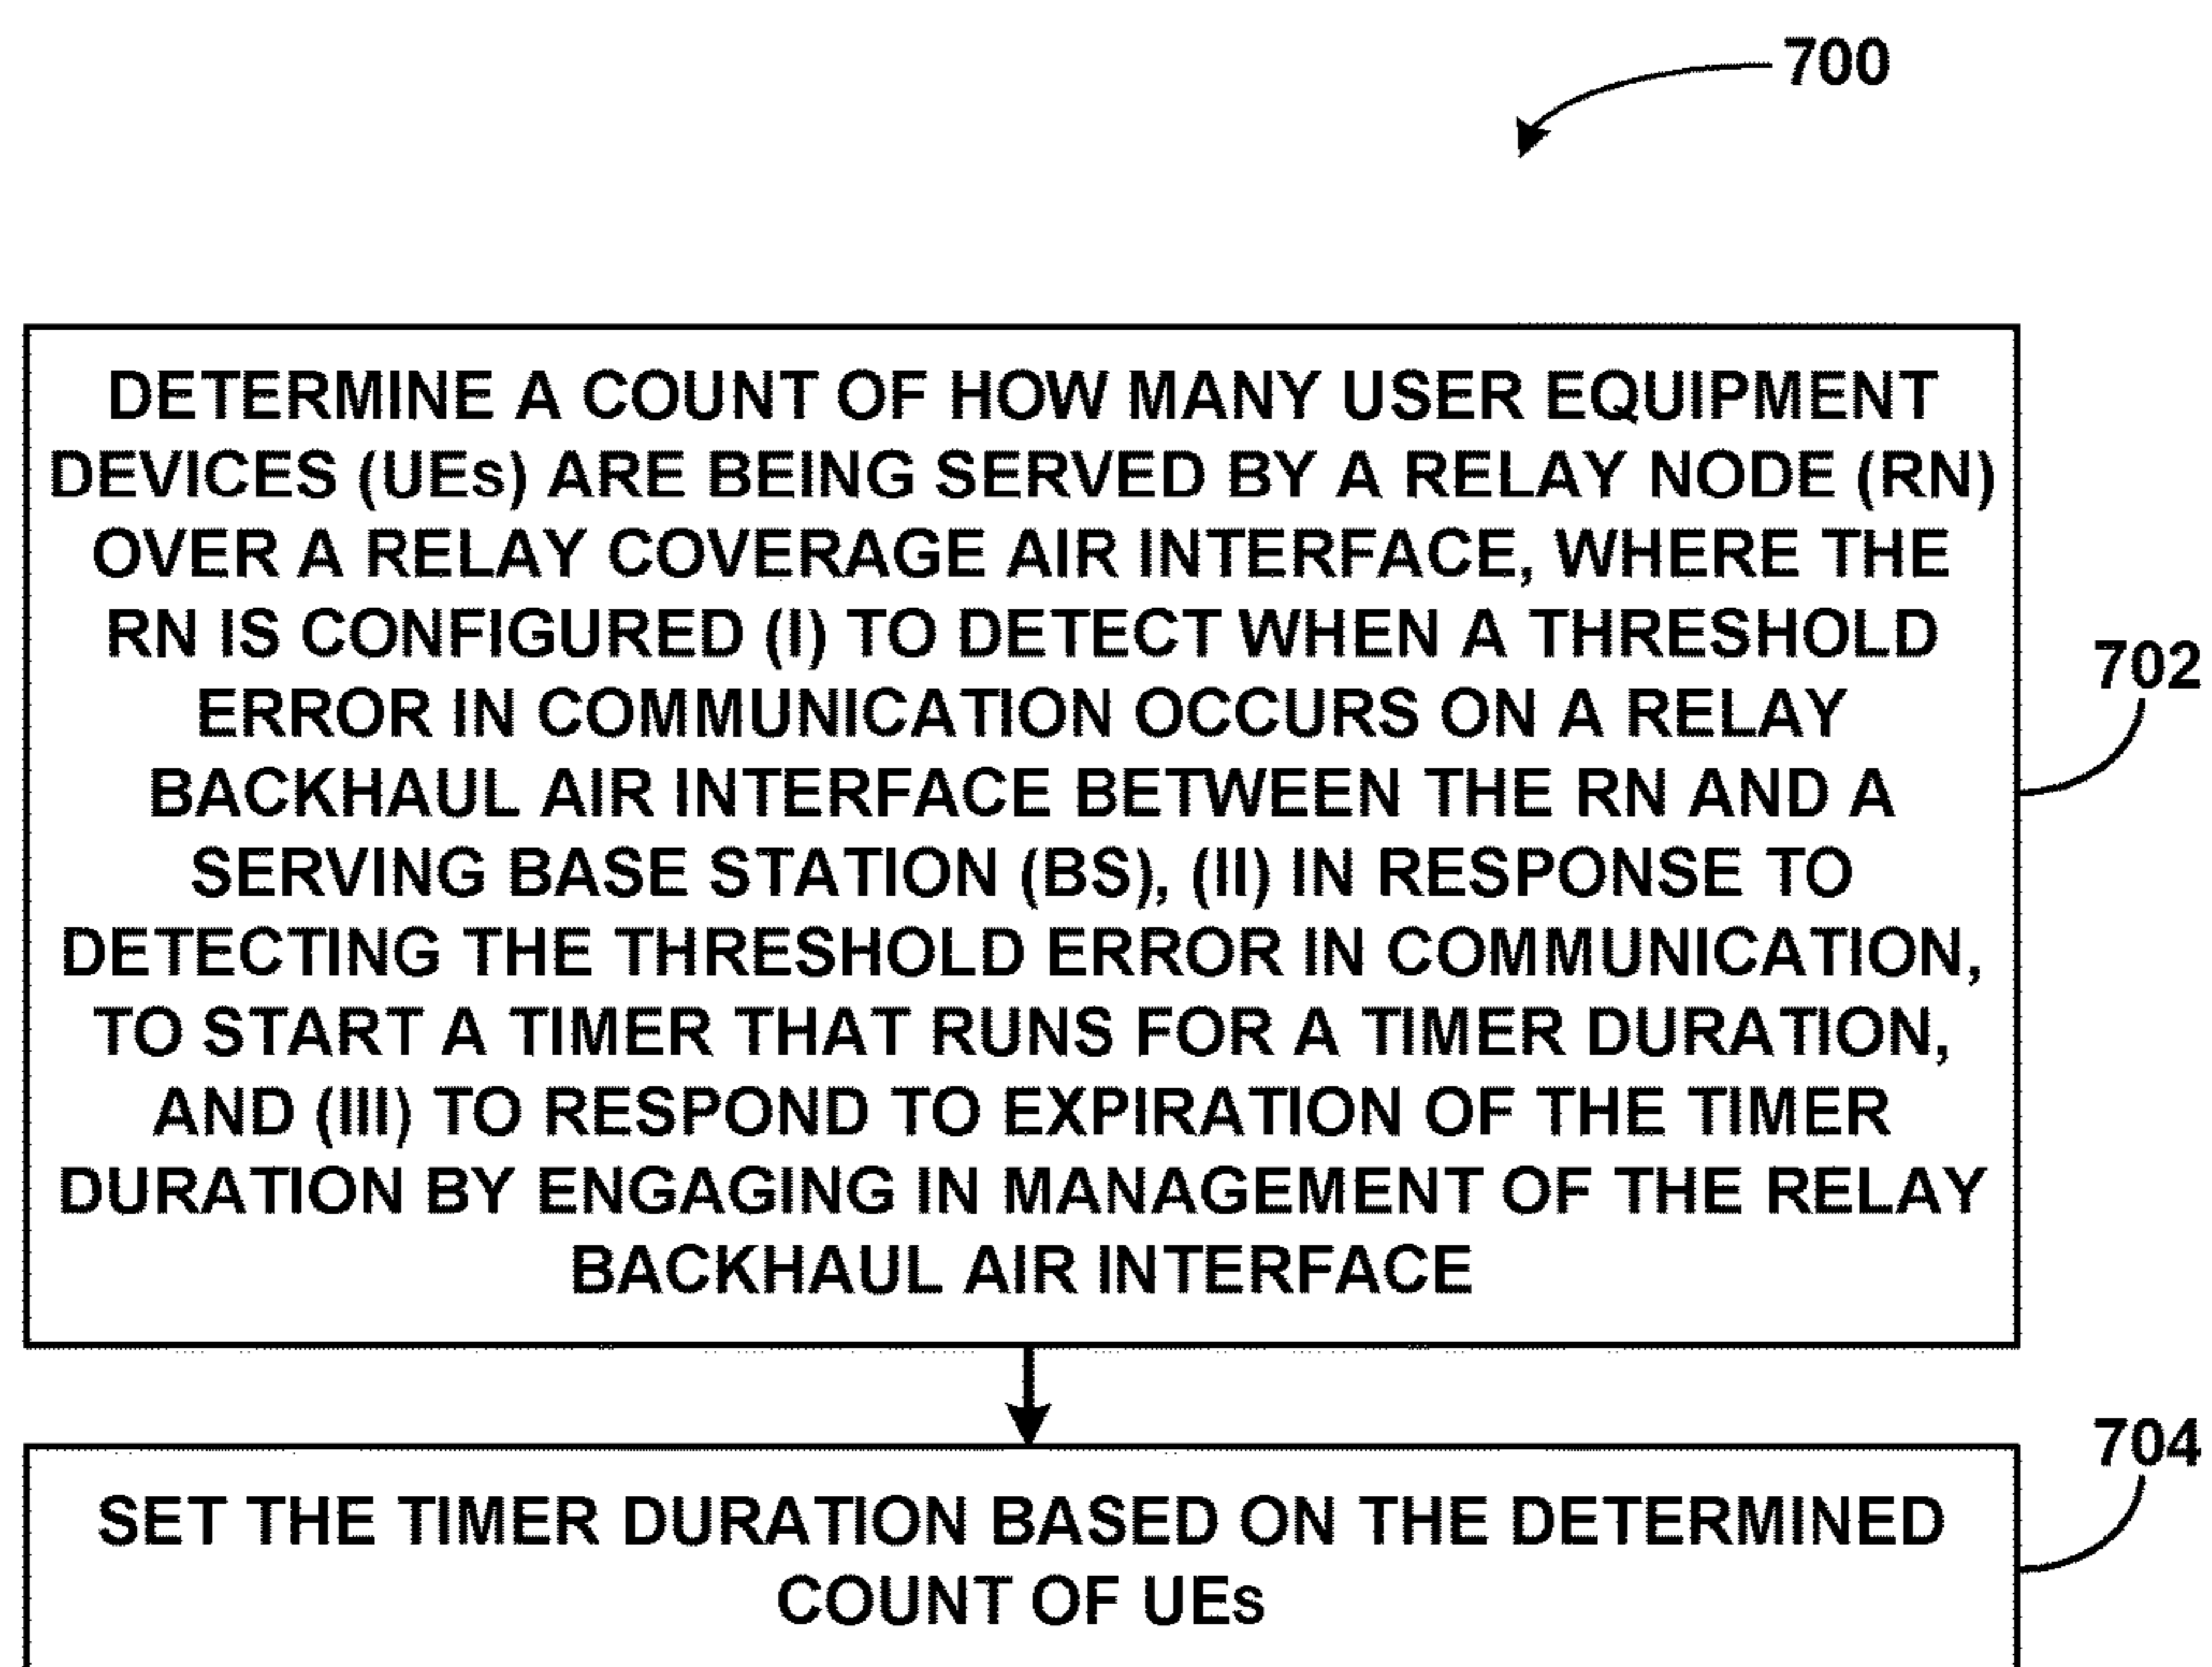 700
DETERMINE A COUNT OF HOW MANY USER EQUIPMENT
DEVICES (UEs) ARE BEING SERVED BY A RELAY NODE (RN)
OVER A RELAY COVERAGE AIR INTERFACE, WHERE THE
RN IS CONFIGURED (I) TO DETECT WHEN A THRESHOLD
ERROR IN COMMUNICATION OCCURS ON A RELAY
BACKHAUL AIR INTERFACE BETWEEN THE RN AND A
SERVING BASE STATION (BS), (II) IN RESPONSE TO
DETECTING THE THRESHOLD ERROR IN COMMUNICATION,
TO START A TIMER THAT RUNS FOR A TIMER DURATION,
AND (III) TO RESPOND TO EXPIRATION OF THE TIMER
DURATION BY ENGAGING IN MANAGEMENT OF THE RELAY
BACKHAUL AIR INTERFACE
702
SET THE TIMER DURATION BASED ON THE DETERMINED
COUNT OF UEs
704